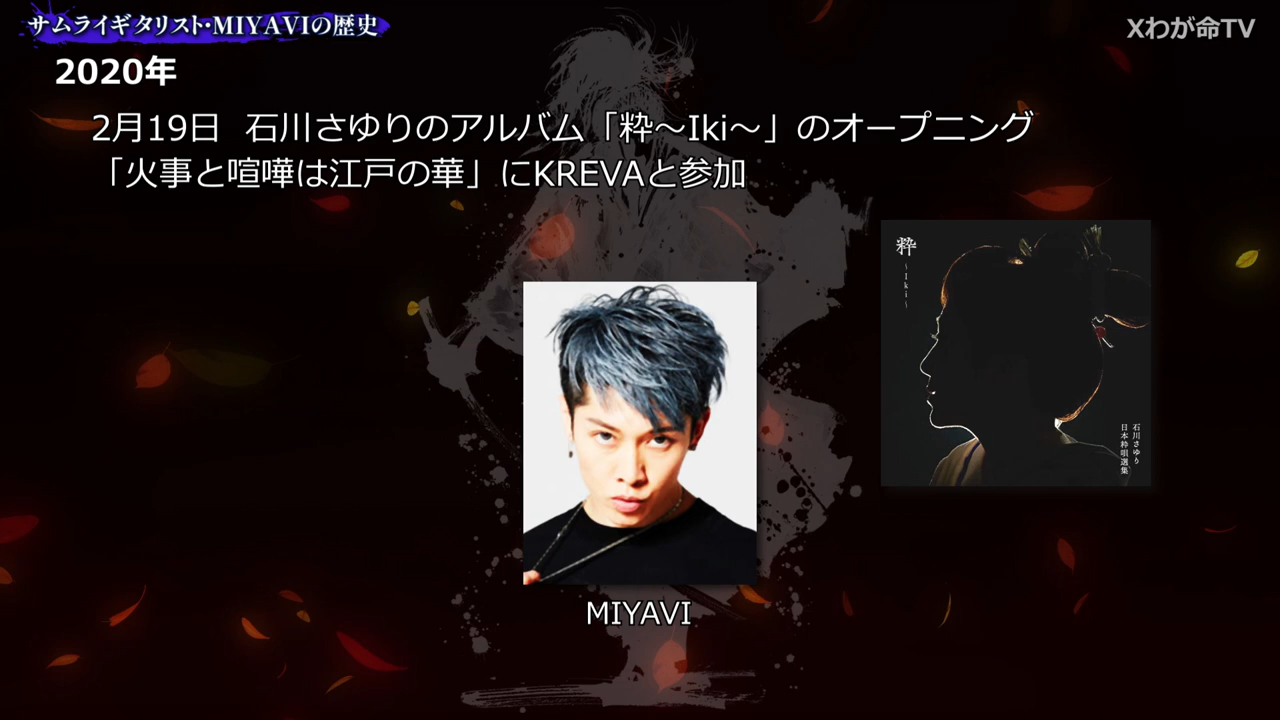 サムライギタリスト・MIYAVIの歴史
Xわが命TV
2020年
2月19日 石川さゆりのアルバム「粋～Iki～」のオープニング
「火事と喧嘩は江戸の華」にKREVAと参加
粋
～Iki～
石川さゆり
日本粋唄選集
MIYAVI